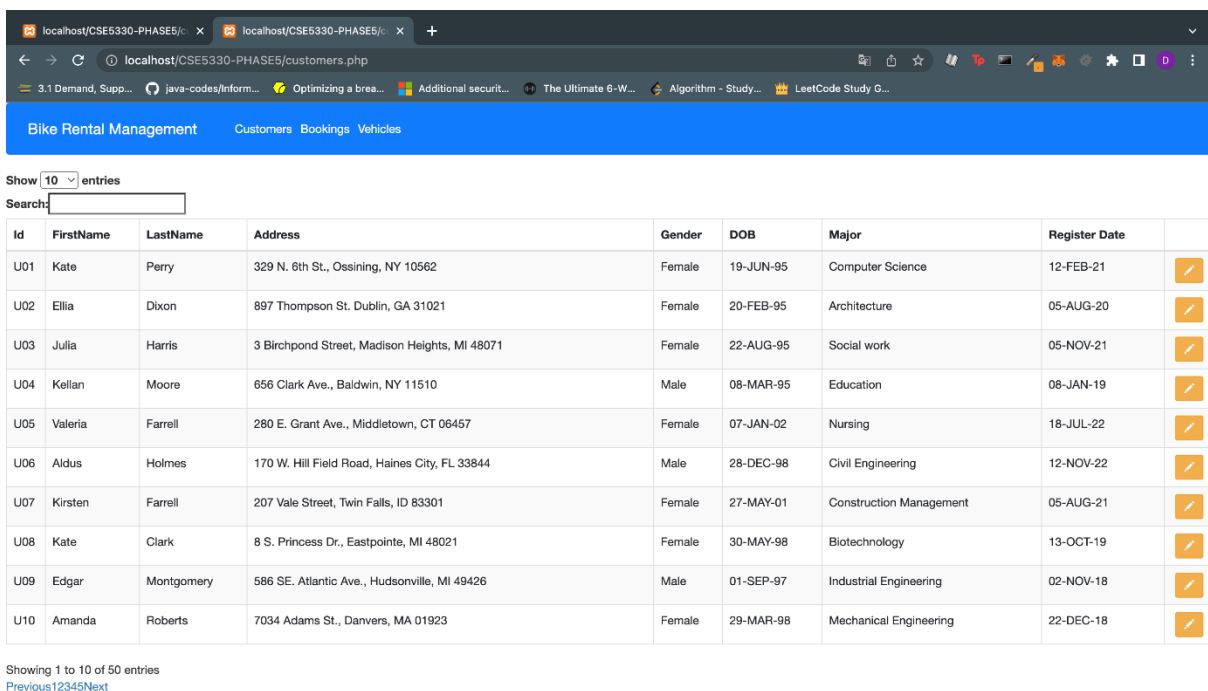 localhost/CSE5330-PHASE5/c localhost/CSE5330-PHASE5/c
localhost/CSE5330-PHASE5/customers.php Tp D
3.1 Demand, Supp... java-codes/Inform... Optimizing a brea... Additional securit... The Ultimate 6-W... Algorithm - Study... LeetCode Study G...
Bike Rental Management Customers Bookings Vehicles
Show 10 entries
Search:
Id FirstName LastName Address Gender DOB Major Register Date
U01 Kate Perry 329 N. 6th St., Ossining, NY 10562 Female 19-JUN-95 Computer Science 12-FEB-21
U02 Ellia Dixon 897 Thompson St. Dublin, GA 31021 Female 20-FEB-95 Architecture 05-AUG-20
U03 Julia Harris 3 Birchpond Street, Madison Heights, MI 48071 Female 22-AUG-95 Social work 05-NOV-21
U04 Kellan Moore 656 Clark Ave., Baldwin, NY 11510 Male 08-MAR-95 Education 08-JAN-19
U05 Valeria Farrell 280 E. Grant Ave., Middletown, CT 06457 Female 07-JAN-02 Nursing 18-JUL-22
U06 Aldus Holmes 170 W. Hill Field Road, Haines City, FL 33844 Male 28-DEC-98 Civil Engineering 12-NOV-22
U07 Kirsten Farrell 207 Vale Street, Twin Falls, ID 83301 Female 27-MAY-01 Construction Management 05-AUG-21
U08 Kate Clark 8 S. Princess Dr., Eastpointe, MI 48021 Female 30-MAY-98 Biotechnology 13-OCT-19
U09 Edgar Montgomery 586 SE. Atlantic Ave., Hudsonville, MI 49426 Male 01-SEP-97 Industrial Engineering 02-NOV-18
U10 Amanda Roberts 7034 Adams St., Danvers, MA 01923 Female 29-MAR-98 Mechanical Engineering 22-DEC-18
Showing 1 to 10 of 50 entries
Previous12345Next